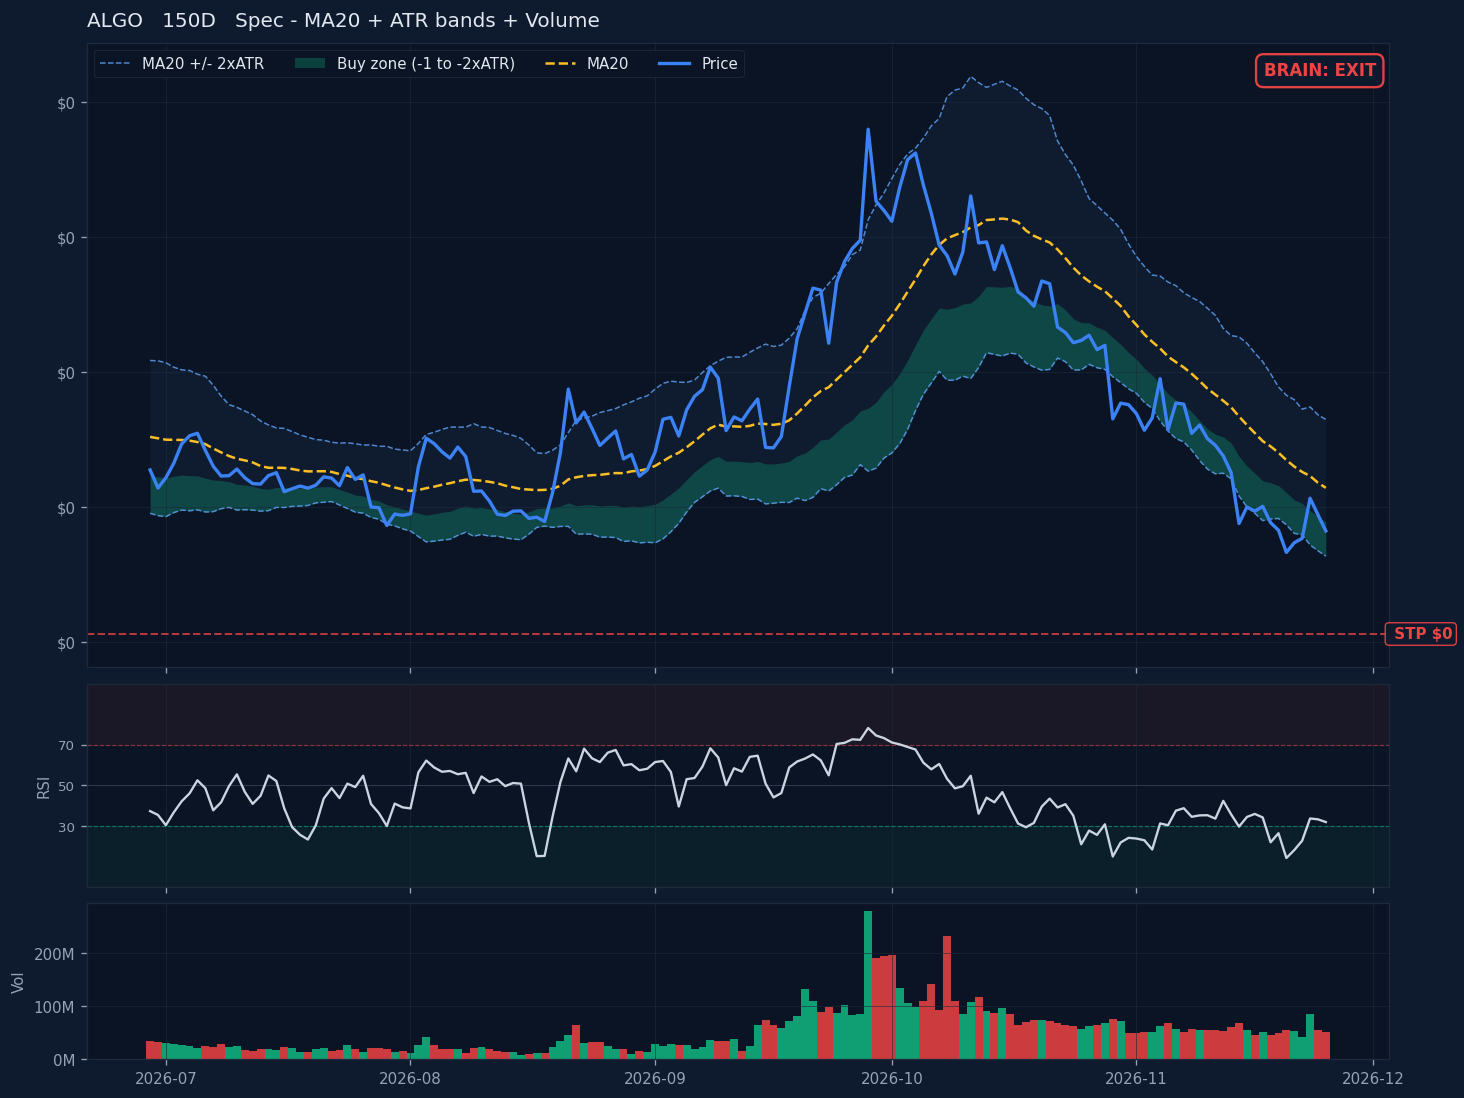 ALGO   150D   Spec - MA20 + ATR bands + Volume
MA20 +/- 2xATR   Buy zone (-1 to -2xATR)   MA20   Price
BRAIN: EXIT
$0
$0
$0
$0
$0
STP $0
RSI
70
50
30
Vol
200M
100M
0M
2026-07   2026-08   2026-09   2026-10   2026-11   2026-12